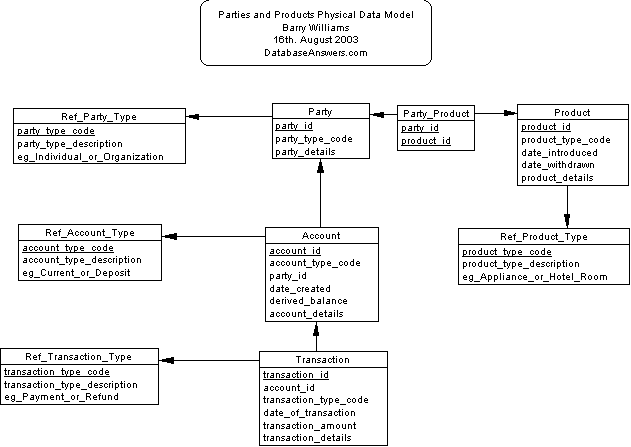 Parties and Products Physical Data Model
Barry Williams
16th. August 2003
DatabaseAnswers.com
Ref_Party_Type
party_type_code
party_type_description
eg_Individual_or_Organization
Party
party_id
party_type_code
party_details
Party_Product
party_id
product_id
Product
product_id
product_type_code
date_introduced
date_withdrawn
product_details
Ref_Account_Type
account_type_code
account_type_description
eg_Current_or_Deposit
Account
account_id
account_type_code
party_id
date_created
derived_balance
account_details
Ref_Product_Type
product_type_code
product_type_description
eg_Appliance_or_Hotel_Room
Ref_Transaction_Type
transaction_type_code
transaction_type_description
eg_Payment_or_Refund
Transaction
transaction_id
account_id
transaction_type_code
date_of_transaction
transaction_amount
transaction_details